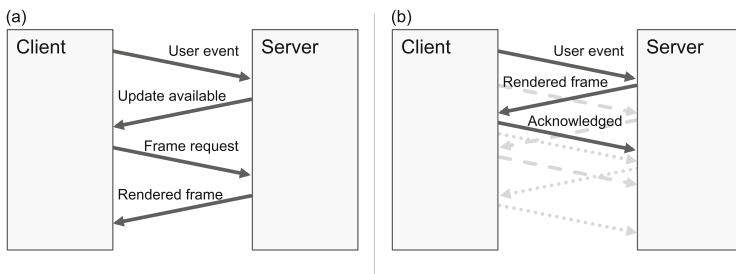 (a)
Client
Server
User event
Update available
Frame request
Rendered frame
(b)
Client
Server
User event
Rendered frame
Acknowledged